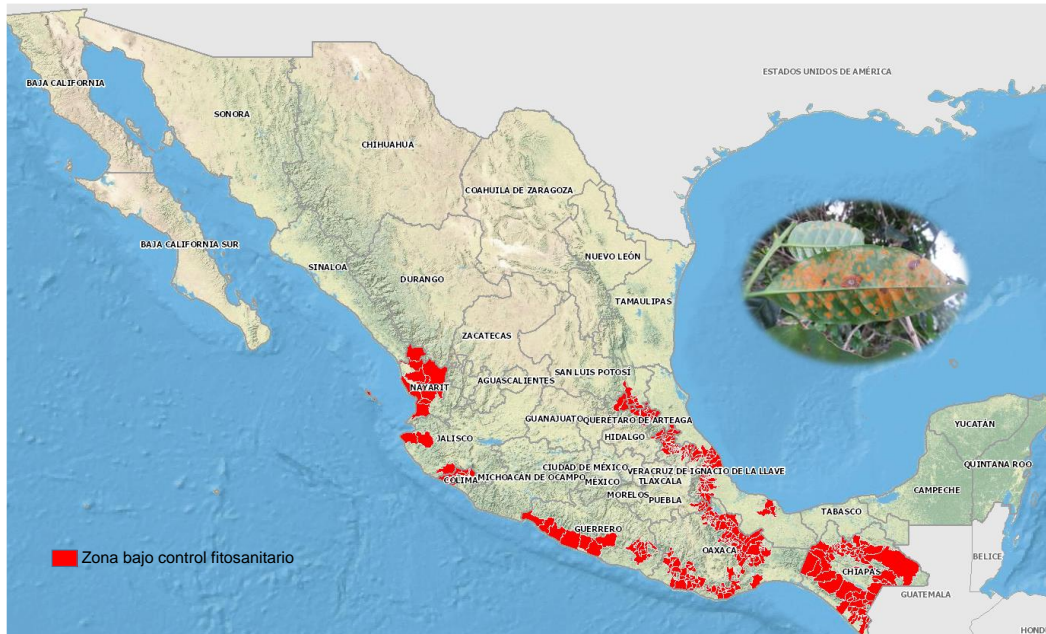 ESTADOS UNIDOS DE AMÉRICA
BAJA CALIFORNIA
SONORA
CHIHUAHUA
COAHUILA DE ZARAGOZA
BAJA CALIFORNIA SUR
NUEVO LEÓN
SINALOA
DURANGO
TAMAULIPAS
ZACATECAS
SAN LUIS POTOSÍ
NAYARIT
AGUASCALIENTES
GUANAJUATO
QUERÉTARO DE ARTEAGA
YUCATÁN
JALISCO
HIDALGO
QUINTANA ROO
CIUDAD DE MÉXICO
VERACRUZ DE IGNACIO DE LA LLAVE
COLIMA
MICHOACÁN DE OCAMPO
MÉXICO
TLAXCALA
CAMPECHE
MORELOS
PUEBLA
TABASCO
GUERRERO
OAXACA
Zona bajo control fitosanitario
BELICE
CHIAPAS
GUATEMALA
HOND